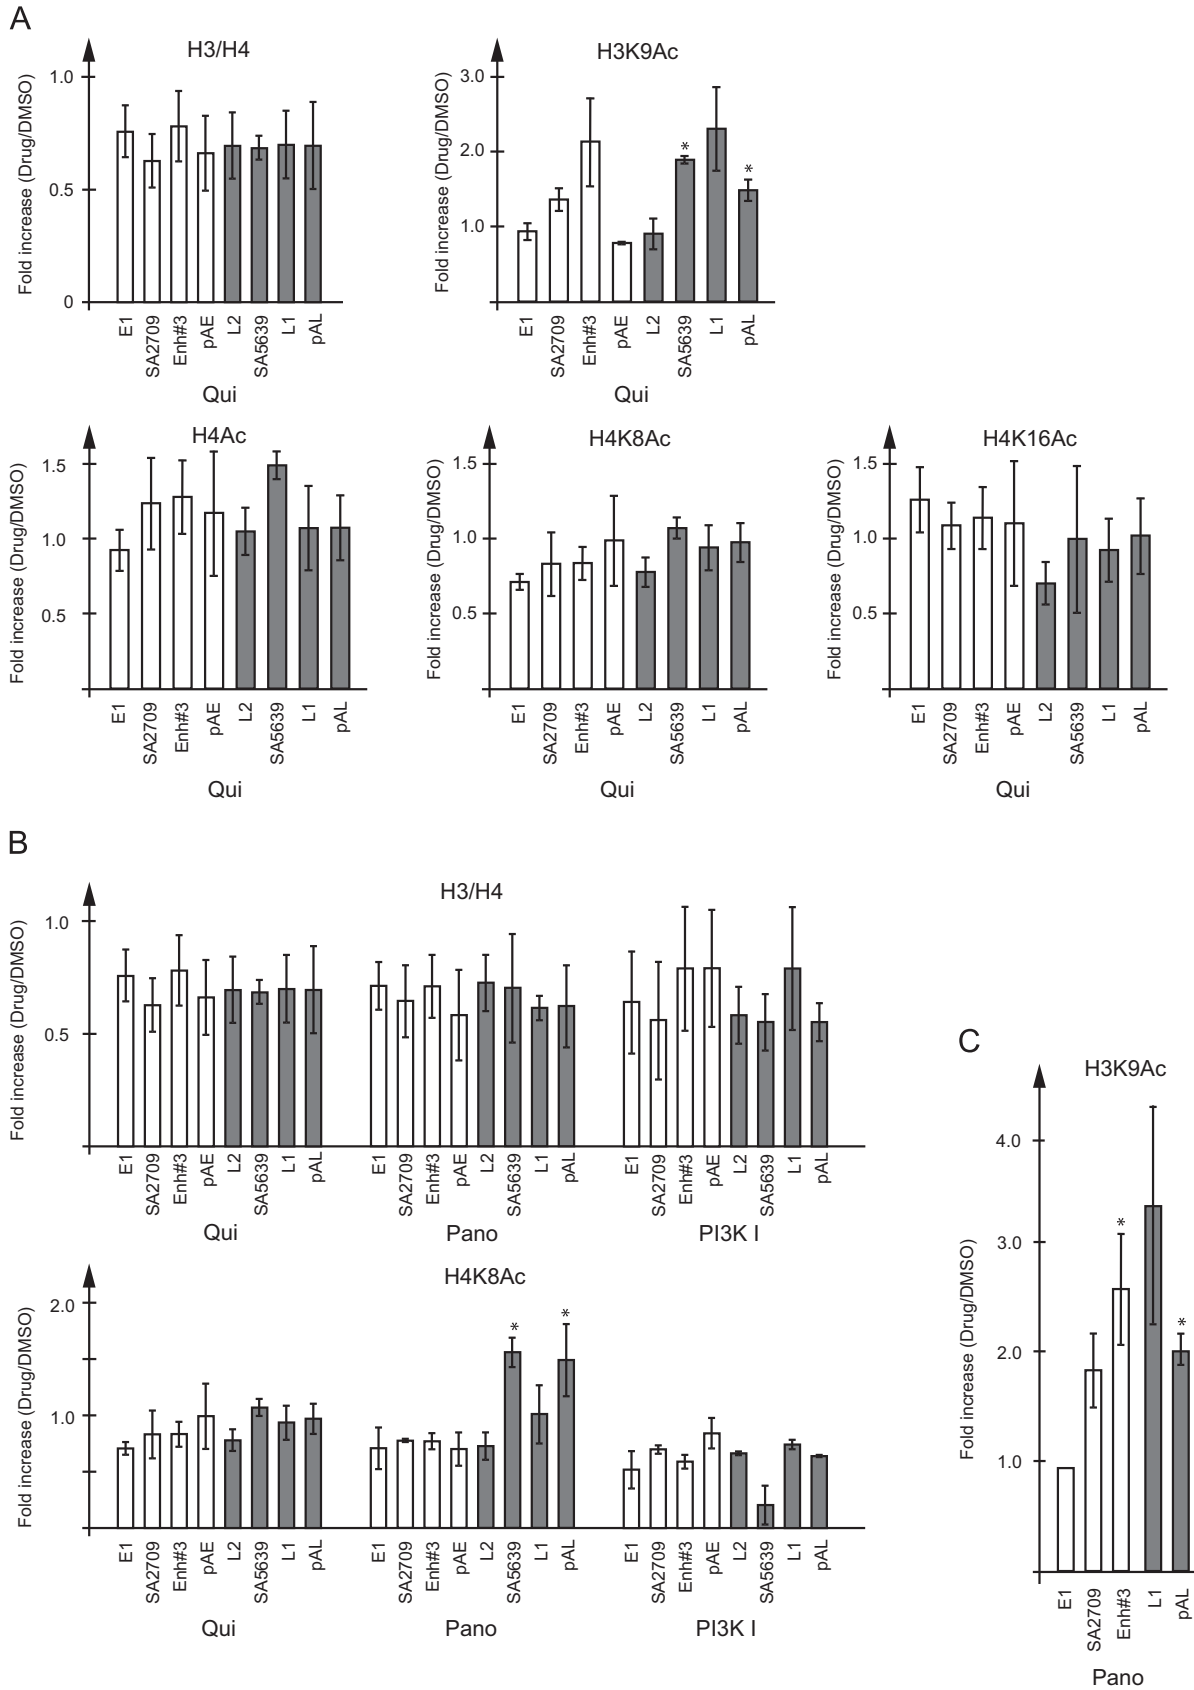 A
H3/H4
Fold increase (Drug/DMSO)
1.0
0.5
0
E1 SA2709 Enh#3 pAE L2 SA5639 L1 pAL
Qui
H3K9Ac
Fold increase (Drug/DMSO)
3.0
2.0
1.0
* *
E1 SA2709 Enh#3 pAE L2 SA5639 L1 pAL
Qui
H4Ac
Fold increase (Drug/DMSO)
1.5
1.0
0.5
E1 SA2709 Enh#3 pAE L2 SA5639 L1 pAL
Qui
H4K8Ac
Fold increase (Drug/DMSO)
1.5
1.0
0.5
E1 SA2709 Enh#3 pAE L2 SA5639 L1 pAL
Qui
H4K16Ac
Fold increase (Drug/DMSO)
1.5
1.0
0.5
E1 SA2709 Enh#3 pAE L2 SA5639 L1 pAL
Qui
B
H3/H4
Fold increase (Drug/DMSO)
1.0
0.5
E1 SA2709 Enh#3 pAE L2 SA5639 L1 pAL E1 SA2709 Enh#3 pAE L2 SA5639 L1 pAL E1 SA2709 Enh#3 pAE L2 SA5639 L1 pAL
Qui Pano PI3K I
H4K8Ac
Fold increase (Drug/DMSO)
2.0
1.0
* *
E1 SA2709 Enh#3 pAE L2 SA5639 L1 pAL E1 SA2709 Enh#3 pAE L2 SA5639 L1 pAL E1 SA2709 Enh#3 pAE L2 SA5639 L1 pAL
Qui Pano PI3K I
C
H3K9Ac
Fold increase (Drug/DMSO)
4.0
3.0
2.0
1.0
* *
E1 SA2709 Enh#3 L1 pAL
Pano